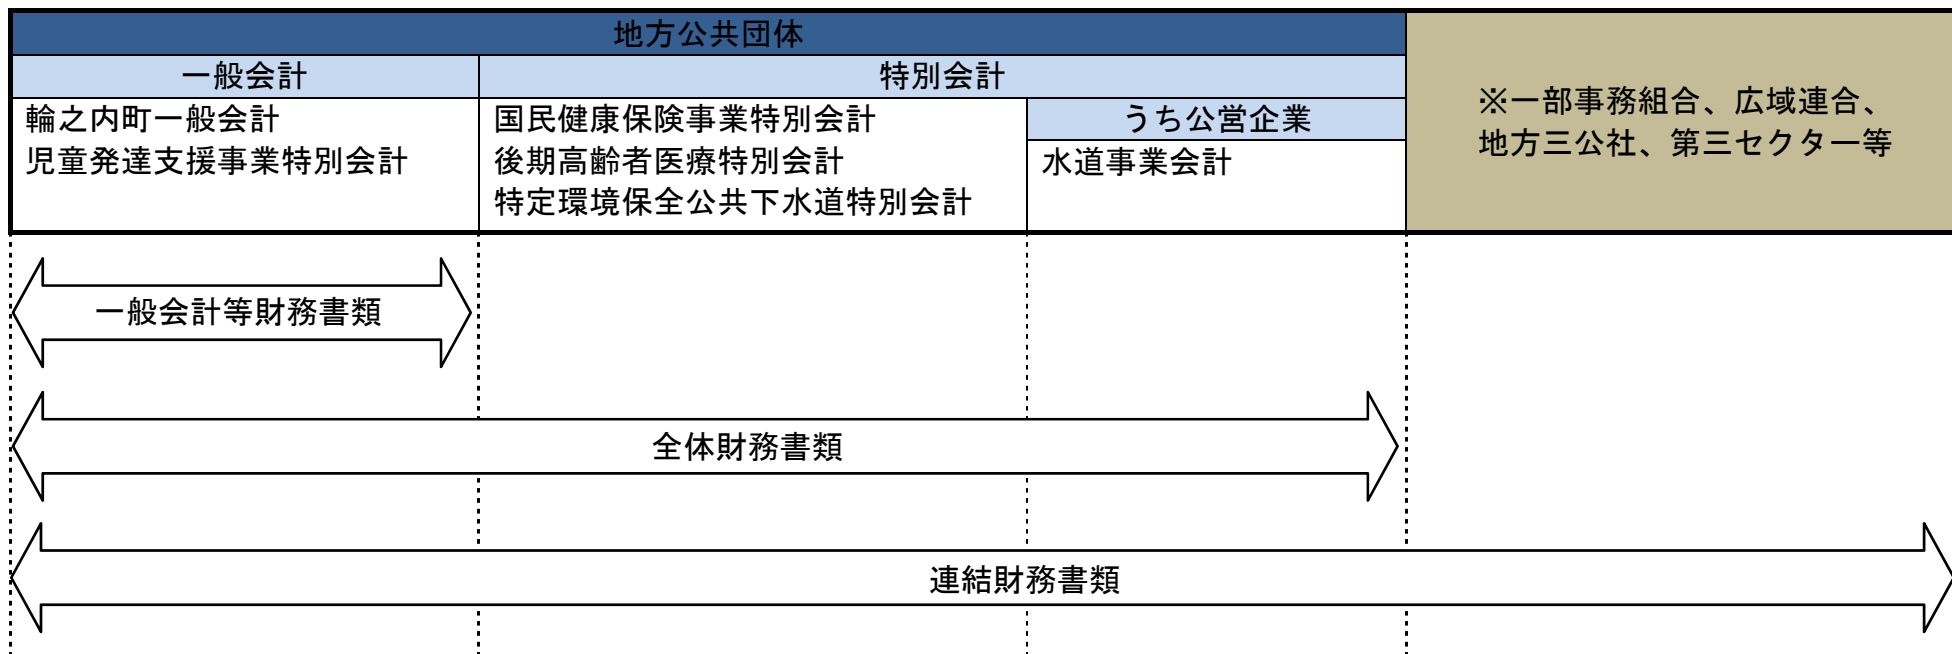 地方公共団体
一般会計
特別会計
輪之内町一般会計
児童発達支援事業特別会計
国民健康保険事業特別会計
後期高齢者医療特別会計
特定環境保全公共下水道特別会計
うち公営企業
水道事業会計
※一部事務組合、広域連合、
地方三公社、第三セクター等
一般会計等財務書類
全体財務書類
連結財務書類